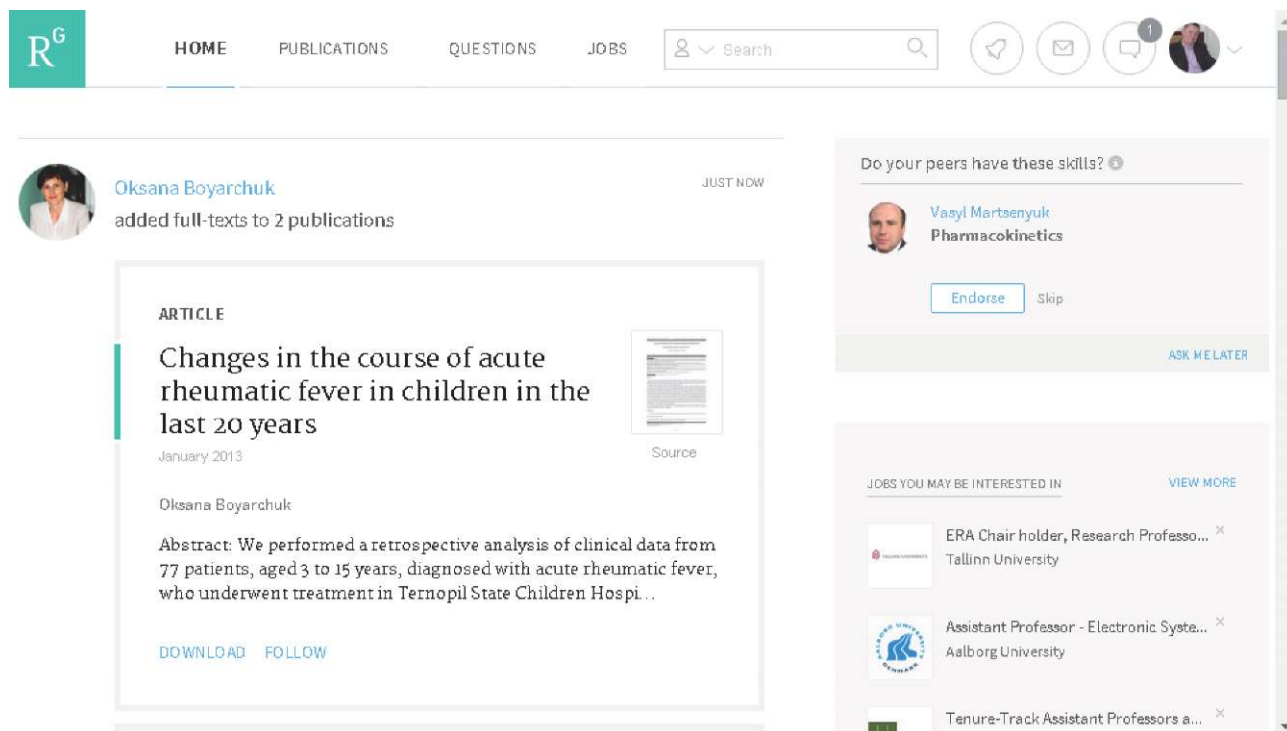 RG
HOME PUBLICATIONS QUESTIONS JOBS Search 1
Oksana Boyarchuk JUST NOW
added full-texts to 2 publications
ARTICLE
Changes in the course of acute
rheumatic fever in children in the
last 20 years
January 2013
Source
Oksana Boyarchuk
Abstract: We performed a retrospective analysis of clinical data from
77 patients, aged 3 to 15 years, diagnosed with acute rheumatic fever,
who underwent treatment in Ternopil State Children Hospi...
DOWNLOAD FOLLOW
Do your peers have these skills?
Vasyl Martsenyuk
Pharmacokinetics
Endorse Skip
ASK ME LATER
JOBS YOU MAY BE INTERESTED IN VIEW MORE
ERA Chair holder, Research Professo...
Tallinn University
Assistant Professor - Electronic Syste...
Aalborg University
Tenure-Track Assistant Professors a...